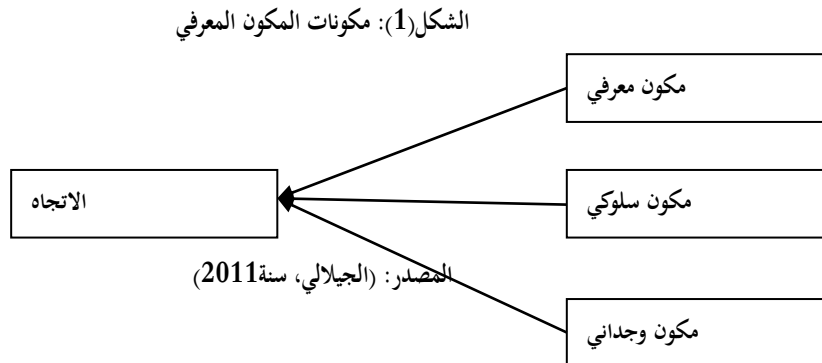 الشكل(1): مكونات المكون المعرفي
مكون معرفي
مكون سلوكي
الاتجاه
المصدر: (الجيلالي، سنة2011)
مكون وجداني